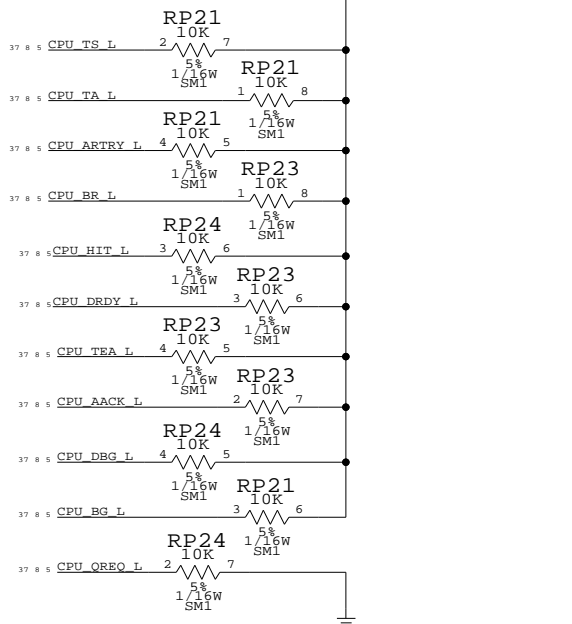 RP21
10K
37 8 5 CPU_TS_L 2 7
5%
1/16W
SM1
RP21
10K
37 8 5 CPU_TA_L 1 8
5%
1/16W
SM1
RP21
10K
37 8 5 CPU_ARTRY_L 4 5
5%
1/16W
SM1
RP23
10K
37 8 5 CPU_BR_L 1 8
5%
1/16W
SM1
RP24
10K
37 8 5 CPU_HIT_L 3 6
5%
1/16W
SM1
RP23
10K
37 8 5 CPU_DRDY_L 3 6
5%
1/16W
SM1
RP23
10K
37 8 5 CPU_TEA_L 4 5
5%
1/16W
SM1
RP23
10K
37 8 5 CPU_AACK_L 2 7
5%
1/16W
SM1
RP24
10K
37 8 5 CPU_DBG_L 4 5
5%
1/16W
SM1
RP21
10K
37 8 5 CPU_BG_L 3 6
5%
1/16W
SM1
RP24
10K
37 8 5 CPU_QREQ_L 2 7
5%
1/16W
SM1